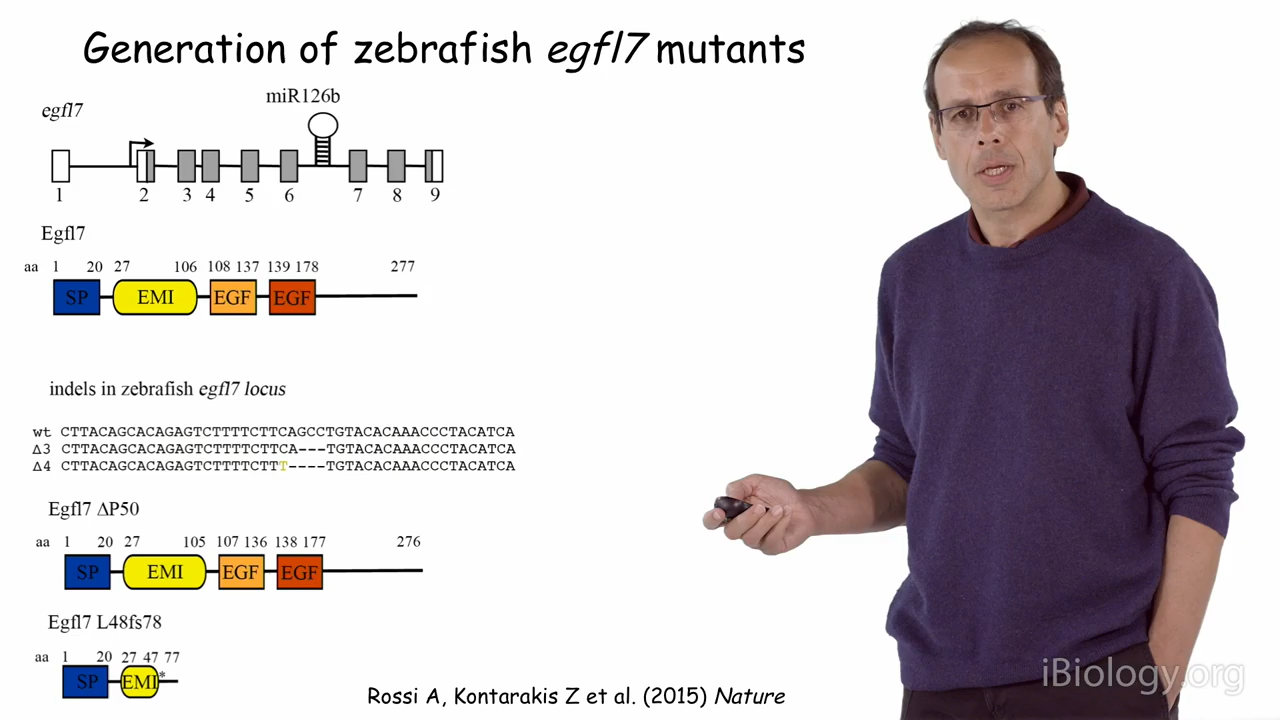 Generation of zebrafish egfl7 mutants
miR126b
egfl7
1 2 3 4 5 6 7 8 9
Egfl7
aa 1 20 27 106 108 137 139 178 277
SP EMI EGF EGF
indels in zebrafish egfl7 locus
wt CTTACAGCACAGAGTCTTTTCTTCAGCCTGTACACAAACCCTACATCA
Δ3 CTTACAGCACAGAGTCTTTTCTTCA---TGTACACAAACCCTACATCA
Δ4 CTTACAGCACAGAGTCTTTTCTTT----TGTACACAAACCCTACATCA
Egfl7 ΔP50
aa 1 20 27 105 107 136 138 177 276
SP EMI EGF EGF
Egfl7 L48fs78
aa 1 20 27 47 77
SP EMI *
Rossi A, Kontarakis Z et al. (2015) Nature
iBiology.org